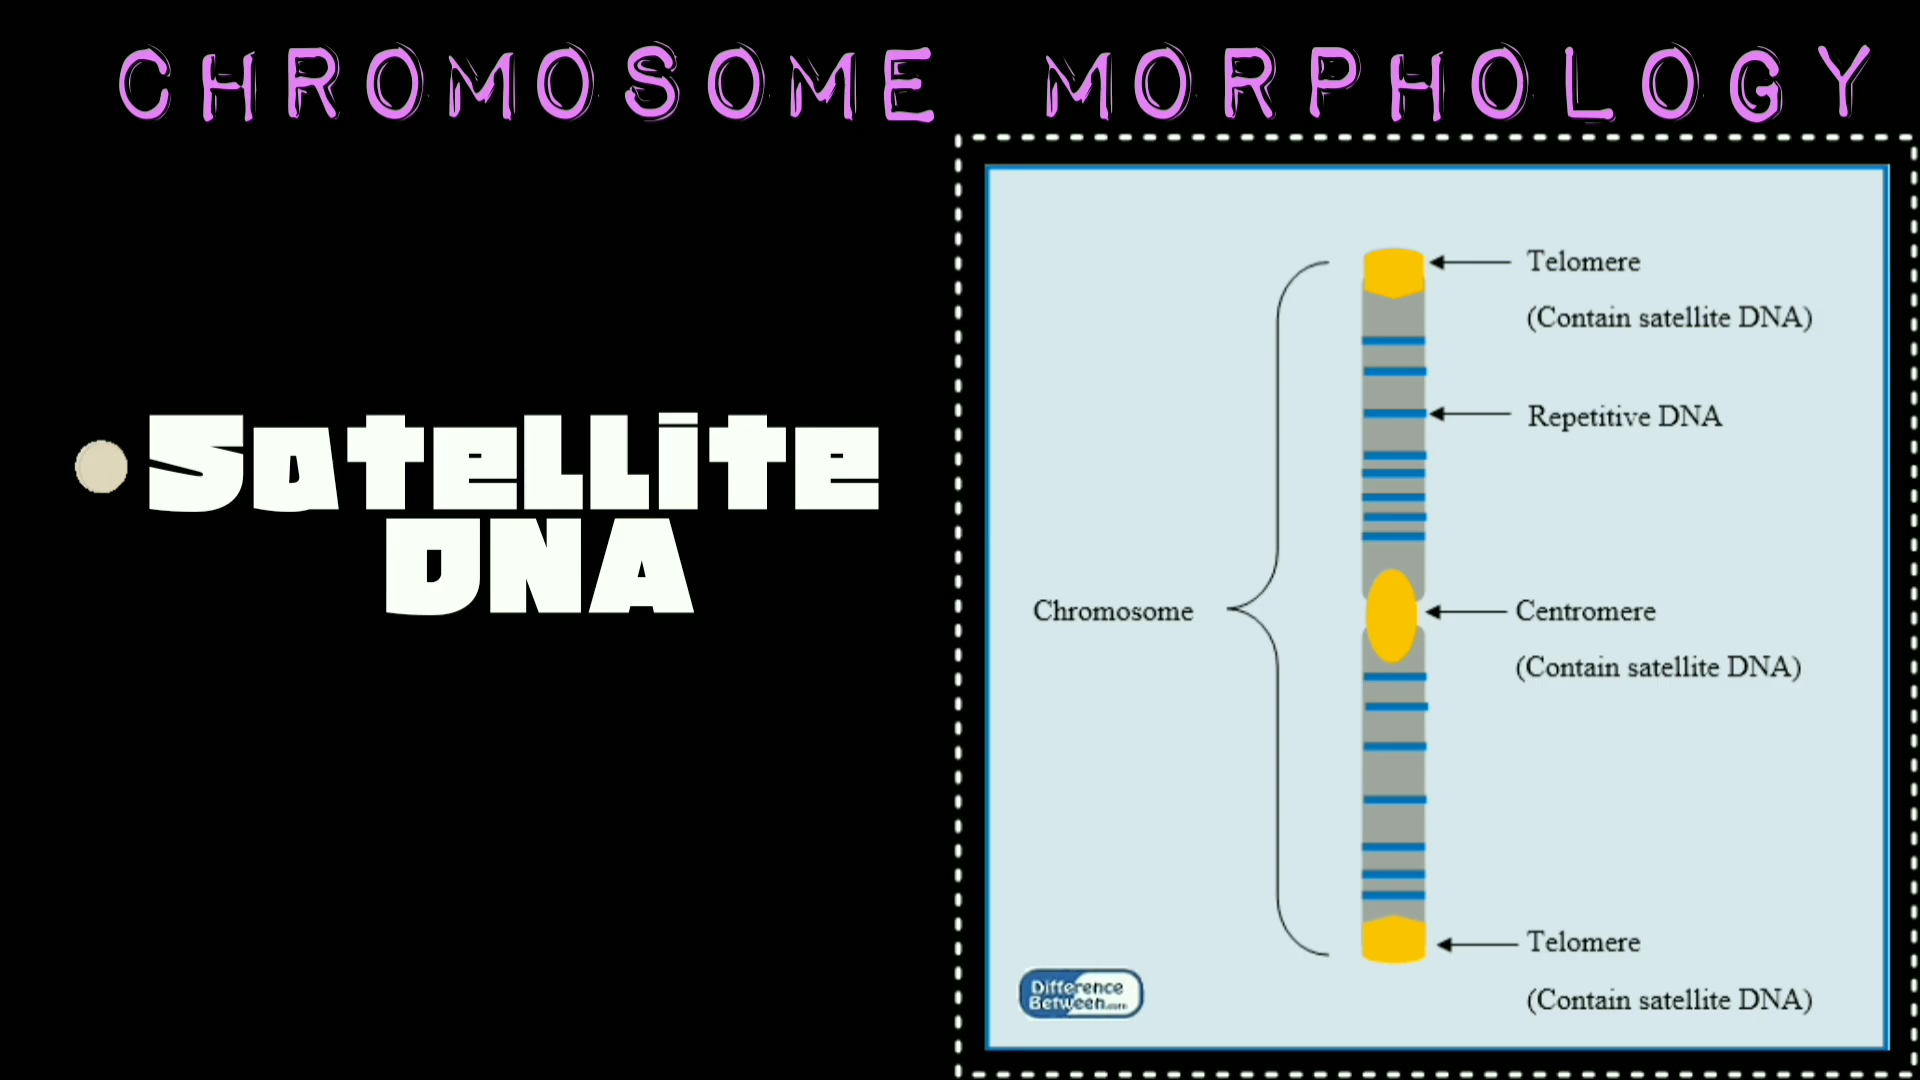 CHROMOSOME MORPHOLOGY
Satellite
DNA
Telomere
(Contain satellite DNA)
Repetitive DNA
Chromosome
Centromere
(Contain satellite DNA)
Telomere
(Contain satellite DNA)
Difference
Between.com